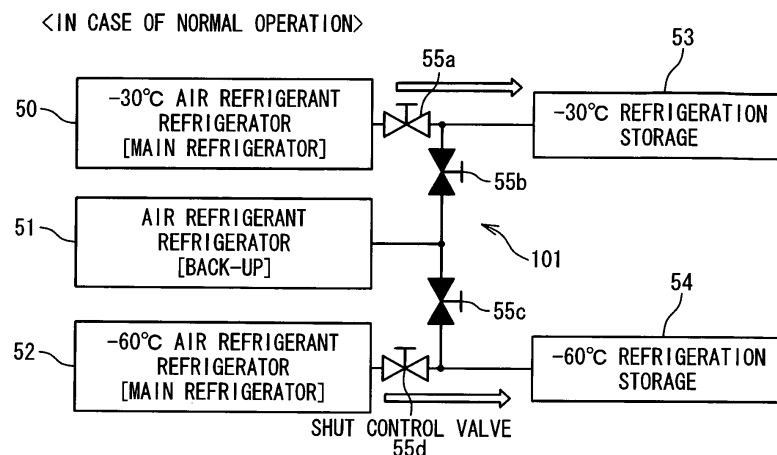 <IN CASE OF NORMAL OPERATION>
55a
53
50
-30℃ AIR REFRIGERANT
REFRIGERATOR
[MAIN REFRIGERATOR]
-30℃ REFRIGERATION
STORAGE
55b
51
AIR REFRIGERANT
REFRIGERATOR
[BACK-UP]
101
55c
54
52
-60℃ AIR REFRIGERANT
REFRIGERATOR
[MAIN REFRIGERATOR]
-60℃ REFRIGERATION
STORAGE
SHUT CONTROL VALVE
55d